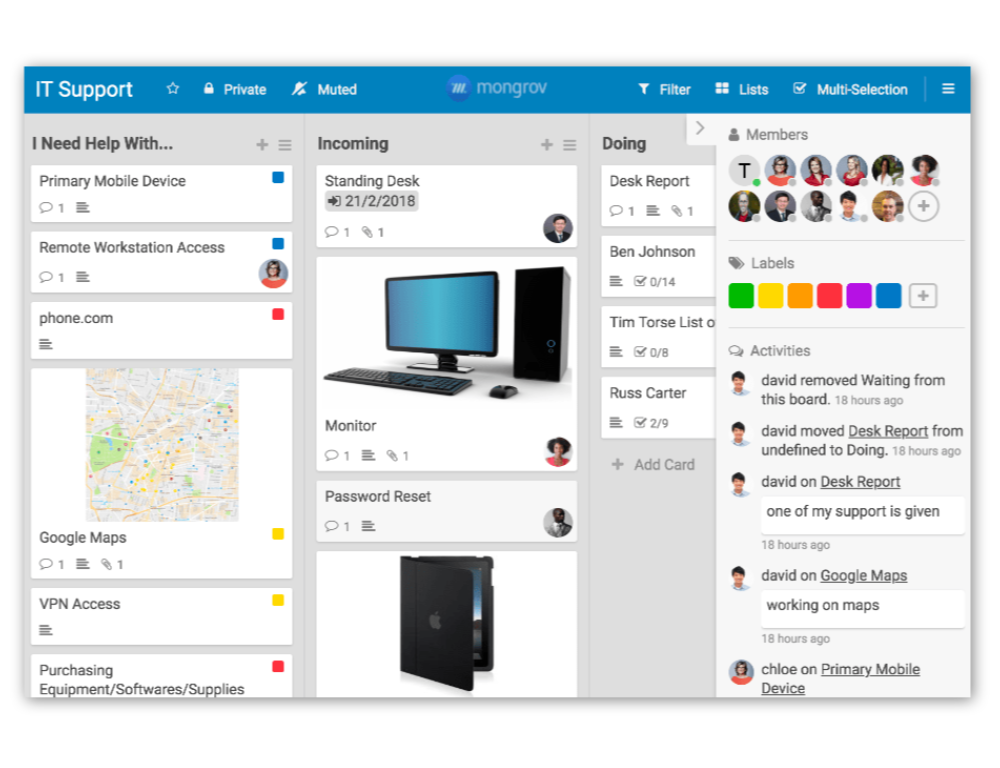 IT Support
Private
Muted
m mongrov
Filter
Lists
Multi-Selection
I Need Help With...
Primary Mobile Device
1
Remote Workstation Access
1
phone.com
Google Maps
1 1
VPN Access
Purchasing
Equipment/Softwares/Supplies
Incoming
Standing Desk
21/2/2018
1 1
Monitor
1 1
Password Reset
1
Doing
Desk Report
1 1
Ben Johnson
0/14
Tim Torse List o
0/8
Russ Carter
2/9
+ Add Card
Members
T
Labels
Activities
david removed Waiting from
this board. 18 hours ago
david moved Desk Report from
undefined to Doing. 18 hours ago
david on Desk Report
one of my support is given
18 hours ago
david on Google Maps
working on maps
18 hours ago
chloe on Primary Mobile
Device